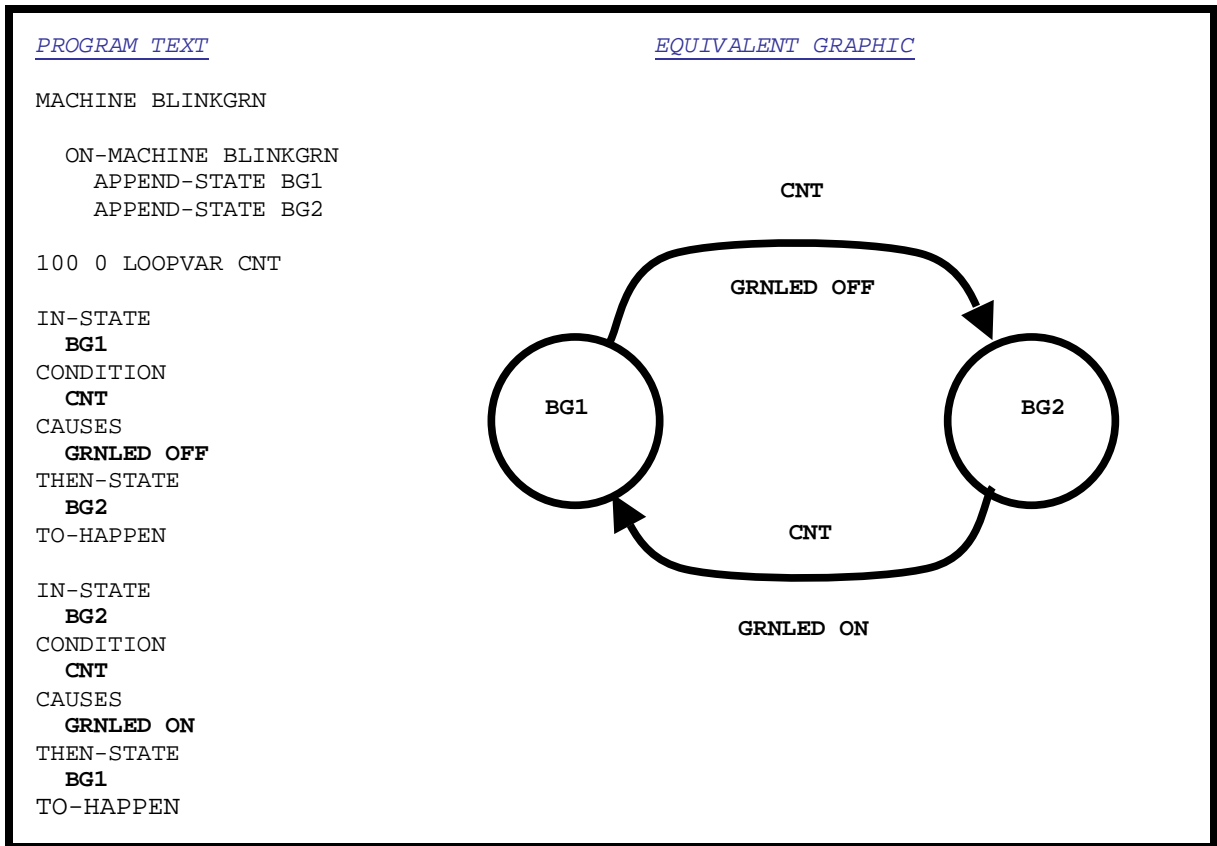 PROGRAM TEXT
MACHINE BLINKGRN
ON-MACHINE BLINKGRN
APPEND-STATE BG1
APPEND-STATE BG2
100 0 LOOPVAR CNT
IN-STATE
BG1
CONDITION
CNT
CAUSES
GRNLED OFF
THEN-STATE
BG2
TO-HAPPEN
IN-STATE
BG2
CONDITION
CNT
CAUSES
GRNLED ON
THEN-STATE
BG1
TO-HAPPEN
EQUIVALENT GRAPHIC
CNT
GRNLED OFF
BG1
BG2
CNT
GRNLED ON